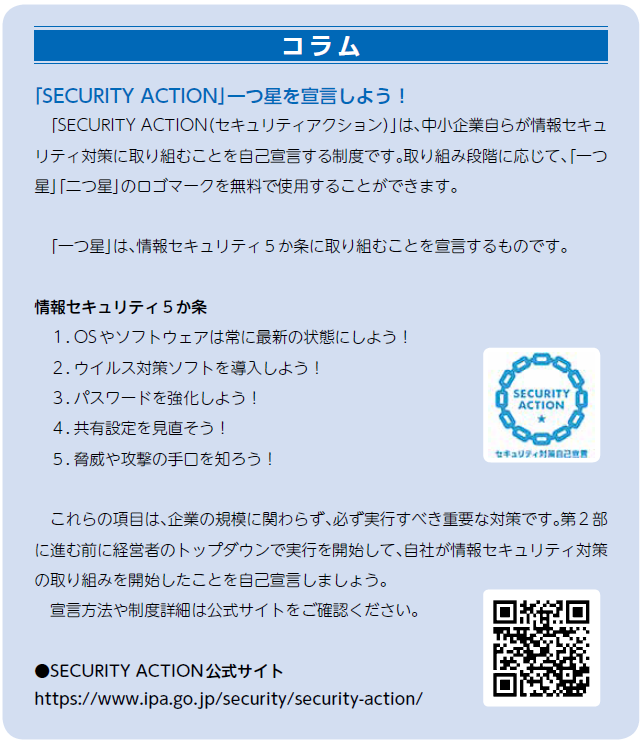 コラム
「SECURITY ACTION」一つ星を宣言しよう！
「SECURITY ACTION(セキュリティアクション)」は、中小企業自らが情報セキュ
リティ対策に取り組むことを自己宣言する制度です。取り組み段階に応じて、「一つ
星」「二つ星」のロゴマークを無料で使用することができます。
「一つ星」は、情報セキュリティ５か条に取り組むことを宣言するものです。
情報セキュリティ５か条
１．OSやソフトウェアは常に最新の状態にしよう！
２．ウイルス対策ソフトを導入しよう！
３．パスワードを強化しよう！
４．共有設定を見直そう！
５．脅威や攻撃の手口を知ろう！
SECURITY
ACTION
★
セキュリティ対策自己宣言
これらの項目は、企業の規模に関わらず、必ず実行すべき重要な対策です。第２部
に進む前に経営者のトップダウンで実行を開始して、自社が情報セキュリティ対策
の取り組みを開始したことを自己宣言しましょう。
宣言方法や制度詳細は公式サイトをご確認ください。
●SECURITY ACTION公式サイト
https://www.ipa.go.jp/security/security-action/